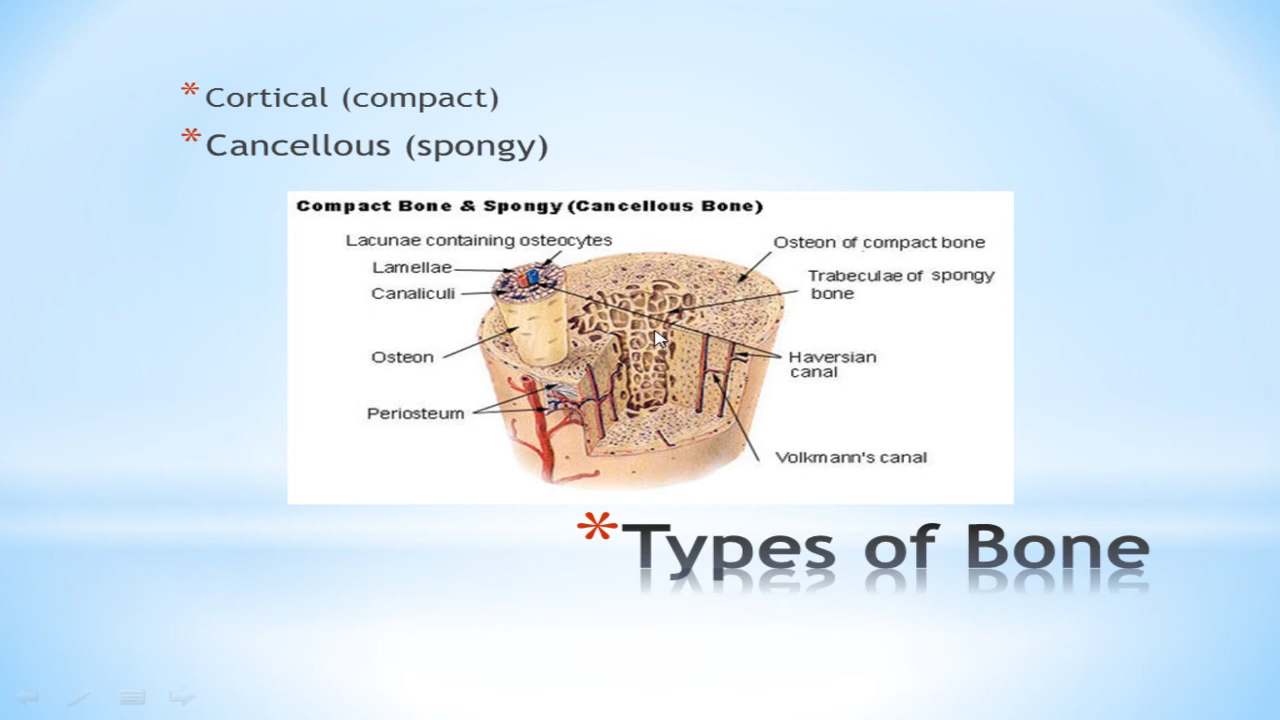 * Cortical (compact)
* Cancellous (spongy)
Compact Bone & Spongy (Cancellous Bone)
Lacunae containing osteocytes
Lamellae
Canaliculi
Osteon
Periosteum
Osteon of compact bone
Trabeculae of spongy
bone
Haversian
canal
Volkmann's canal
* Types of Bone